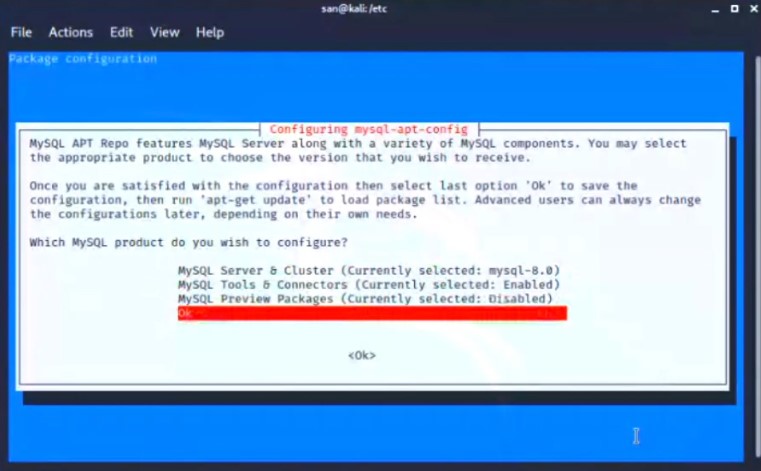 san@kali: /etc
File Actions Edit View Help
Package configuration
Configuring mysql-apt-config
MySQL APT Repo features MySQL Server along with a variety of MySQL components. You may select
the appropriate product to choose the version that you wish to receive.
Once you are satisfied with the configuration then select last option 'Ok' to save the
configuration, then run 'apt-get update' to load package list. Advanced users can always change
the configurations later, depending on their own needs.
Which MySQL product do you wish to configure?
MySQL Server & Cluster (Currently selected: mysql-8.0)
MySQL Tools & Connectors (Currently selected: Enabled)
MySQL Preview Packages (Currently selected: Disabled)
Ok
<Ok>